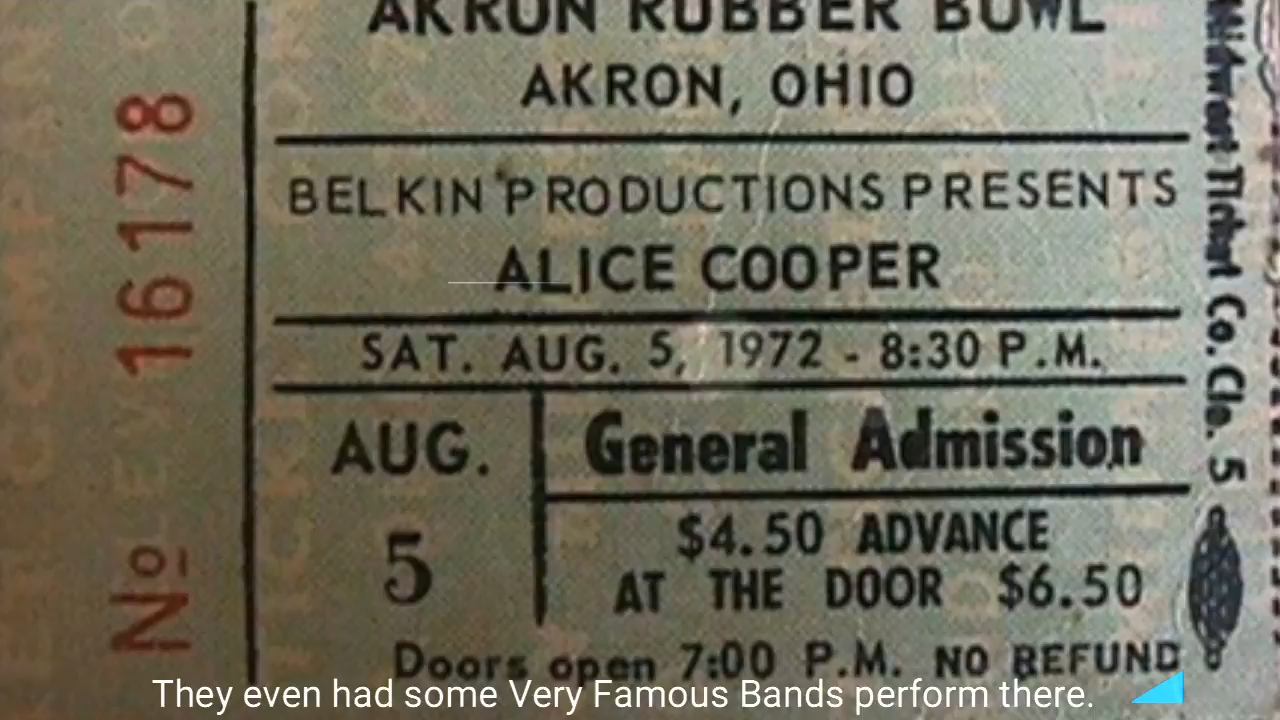 AKRON RUBBER BOWL
AKRON, OHIO
BELKIN PRODUCTIONS PRESENTS
ALICE COOPER
SAT. AUG. 5, 1972 - 8:30 P.M.
AUG.
5
General Admission
$4.50 ADVANCE
AT THE DOOR $6.50
Doors open 7:00 P.M. NO REFUND
No 16178
Midwest Ticket Co. Cle. 5
They even had some Very Famous Bands perform there.